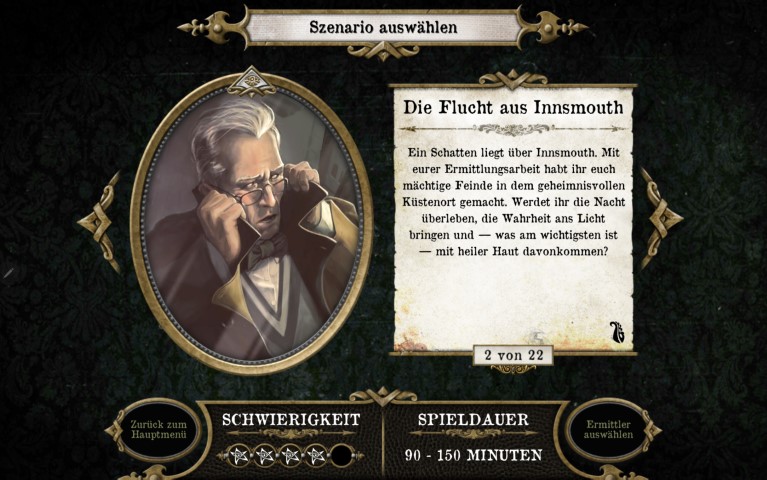 Szenario auswählen
Die Flucht aus Innsmouth
Ein Schatten liegt über Innsmouth. Mit
eurer Ermittlungsarbeit habt ihr euch
mächtige Feinde in dem geheimnisvollen
Küstenort gemacht. Werdet ihr die Nacht
überleben, die Wahrheit ans Licht
bringen und — was am wichtigsten ist
— mit heiler Haut davonkommen?
2 von 22
Zurück zum
Hauptmenü
SCHWIERIGKEIT
SPIELDAUER
90 - 150 MINUTEN
Ermittler
auswählen